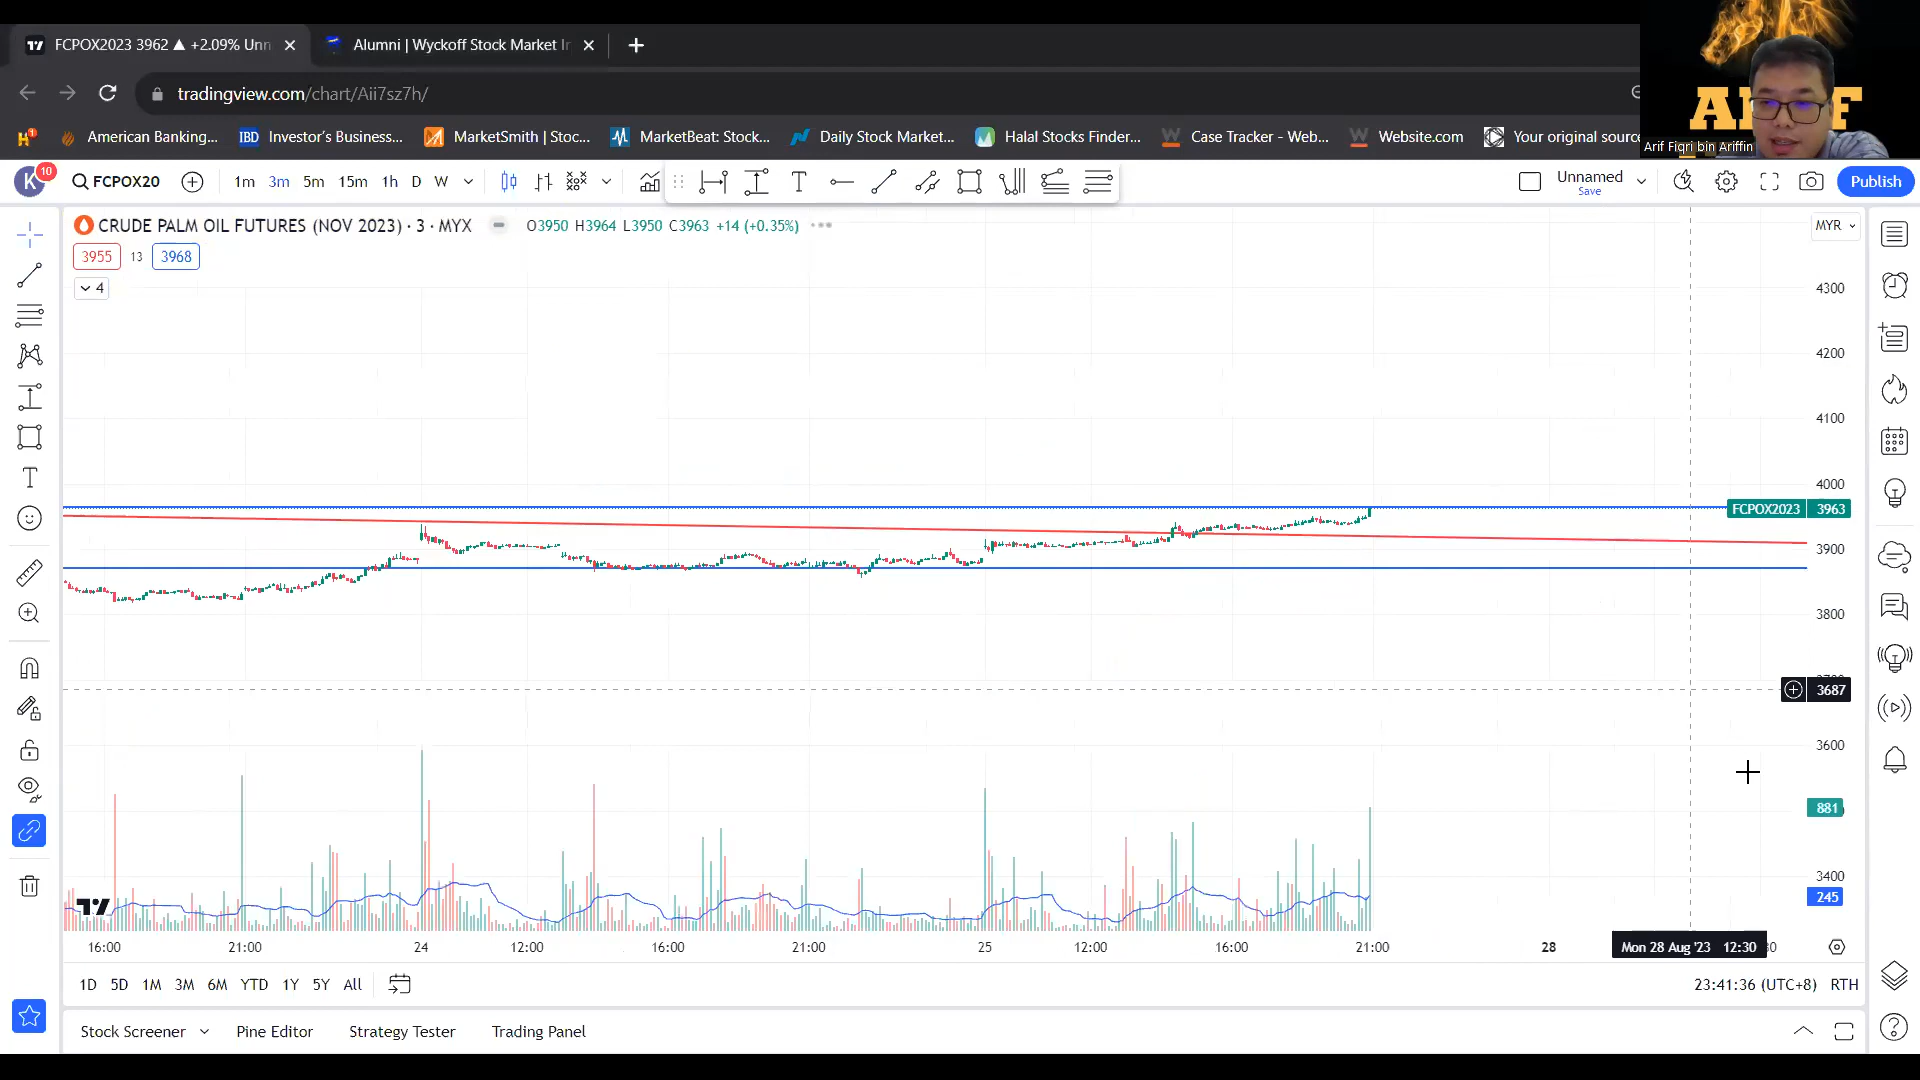 FCPOX2023 3962 ▲ +2.09% Unn
Alumni | Wyckoff Stock Market In
tradingview.com/chart/Aii7sz7h/
American Banking...
IBD Investor's Business...
MarketSmith | Stoc...
MarketBeat: Stock...
Daily Stock Market...
Halal Stocks Finder...
Case Tracker - Web...
Website.com
Your original source
Arif Fiqri bin Ariffin
K 10
FCPOX20
1m 3m 5m 15m 1h D W
Unnamed
Save
Publish
CRUDE PALM OIL FUTURES (NOV 2023) · 3 · MYX
O3950 H3964 L3950 C3963 +14 (+0.35%)
MYR
3955 13 3968
4
4300
4200
4100
4000
FCPOX2023 3963
3900
3800
3687
3600
881
3400
245
16:00 21:00 24 12:00 16:00 21:00 25 12:00 16:00 21:00 28 Mon 28 Aug '23 12:30
1D 5D 1M 3M 6M YTD 1Y 5Y All
23:41:36 (UTC+8) RTH
Stock Screener Pine Editor Strategy Tester Trading Panel